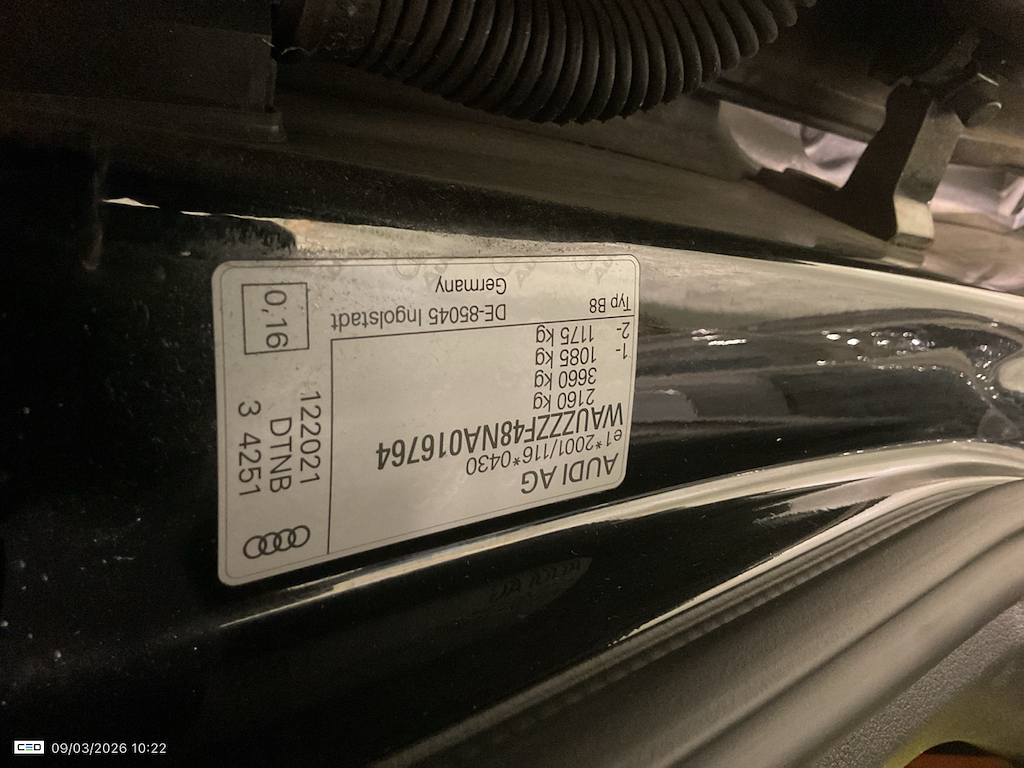 AUDI AG
e1*2001/116*0430
WAUZZZF48NA016764
2160 kg
3660 kg
1- 1085 kg
2- 1175 kg
Typ B8
DE-85045 Ingolstadt
Germany
122021
DTNB
3 4251
0,16
CEO 09/03/2026 10:22